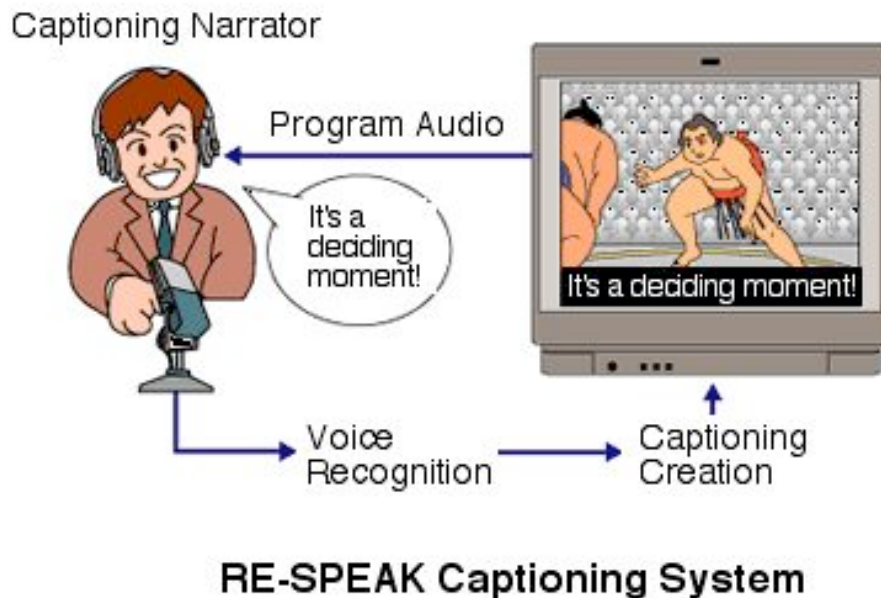 Captioning Narrator
Program Audio
It's a
deciding
moment!
It's a deciding moment!
Voice
Recognition
Captioning
Creation
RE-SPEAK Captioning System